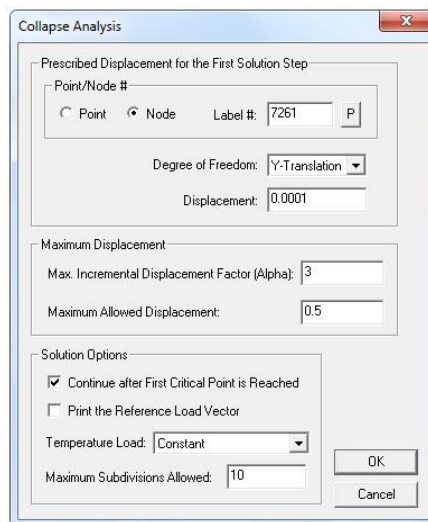 Collapse Analysis
x
Prescribed Displacement for the First Solution Step
Point/Node #
Point Node Label #: 7261 P
Degree of Freedom: Y-Translation
Displacement: 0.0001
Maximum Displacement
Max. Incremental Displacement Factor (Alpha): 3
Maximum Allowed Displacement: 0.5
Solution Options
Continue after First Critical Point is Reached
Print the Reference Load Vector
Temperature Load: Constant
Maximum Subdivisions Allowed: 10
OK
Cancel